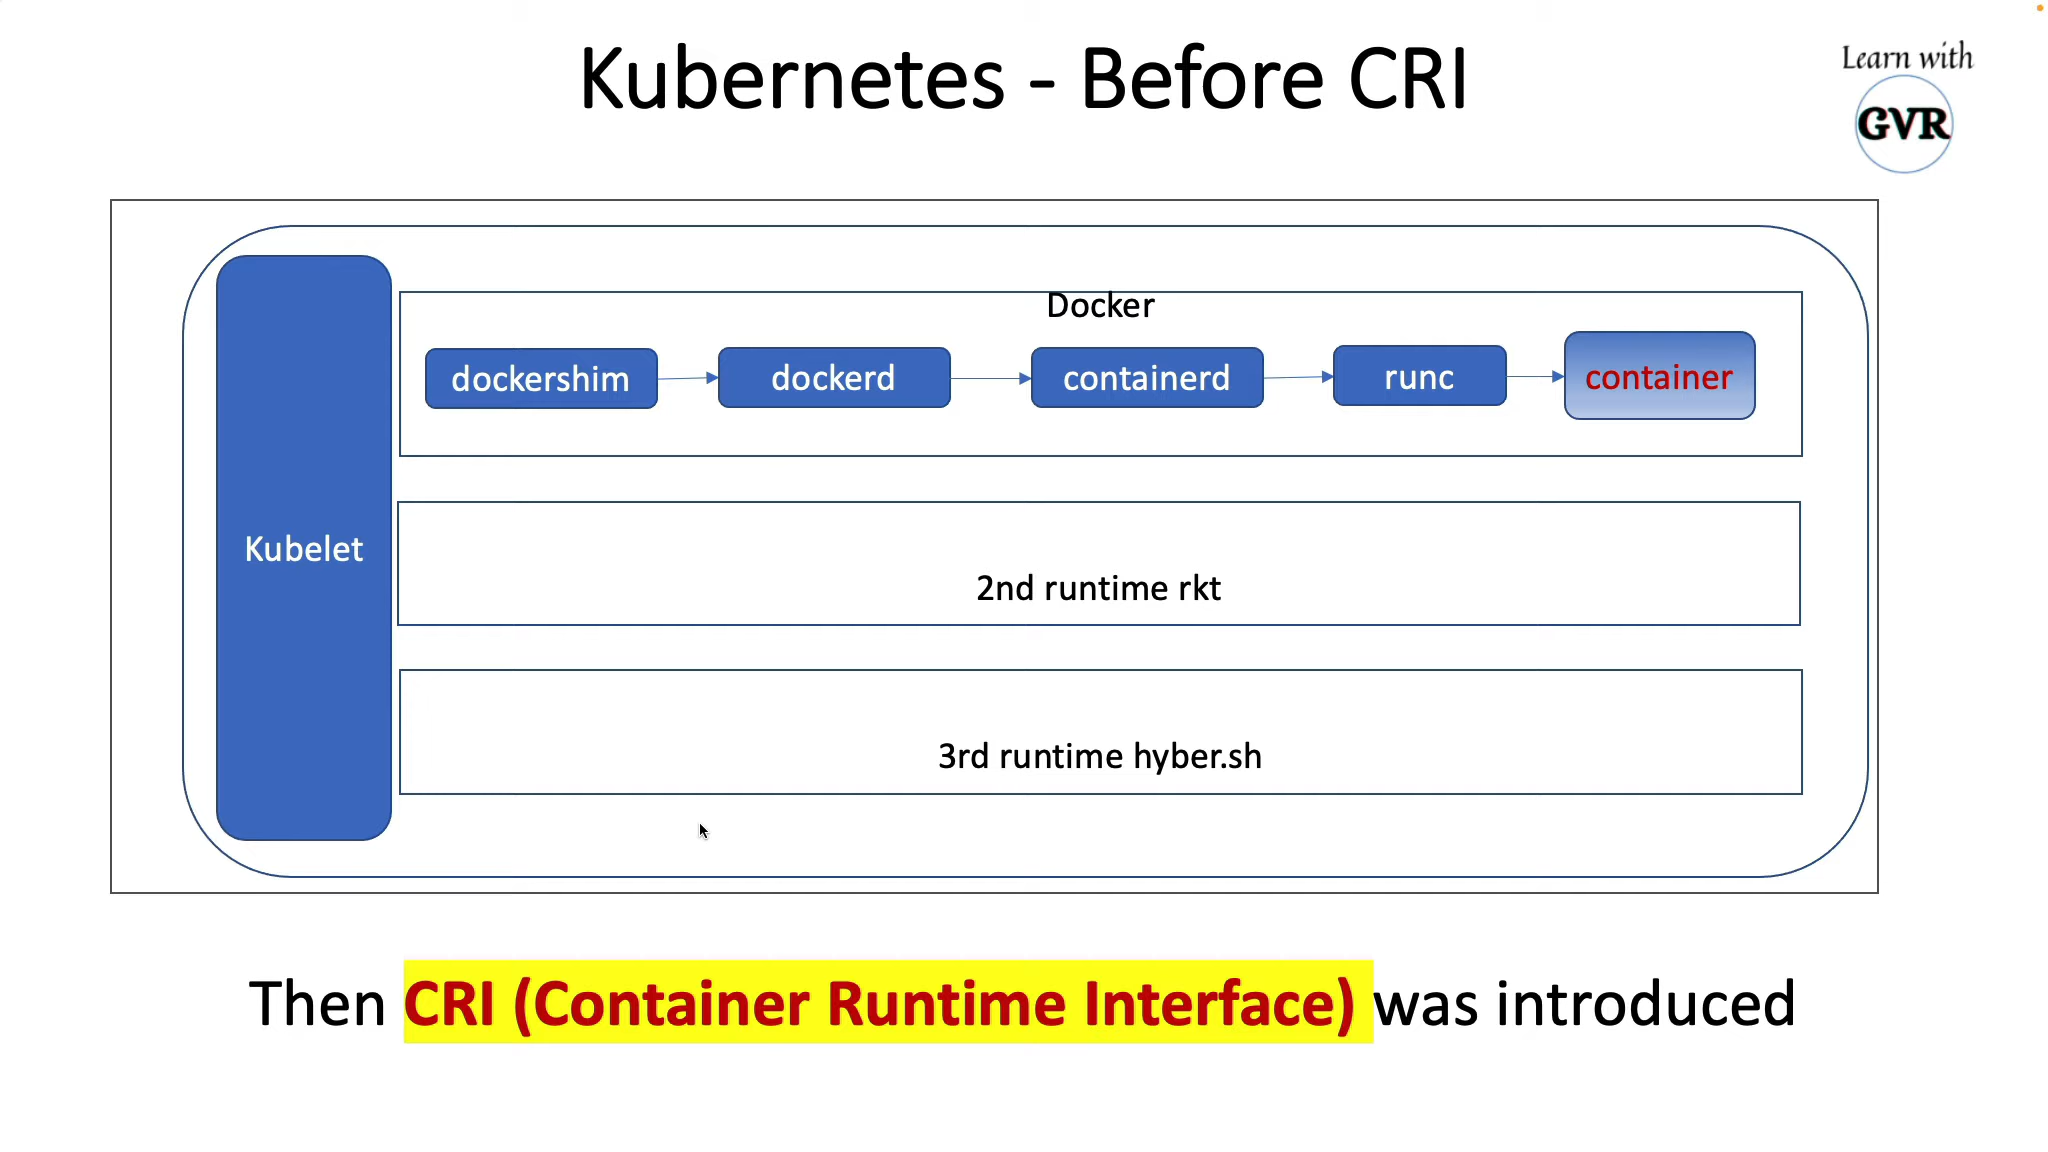 Kubernetes - Before CRI
Learn with
GVR
Docker
dockershim
dockerd
containerd
runc
container
Kubelet
2nd runtime rkt
3rd runtime hyber.sh
Then CRI (Container Runtime Interface) was introduced